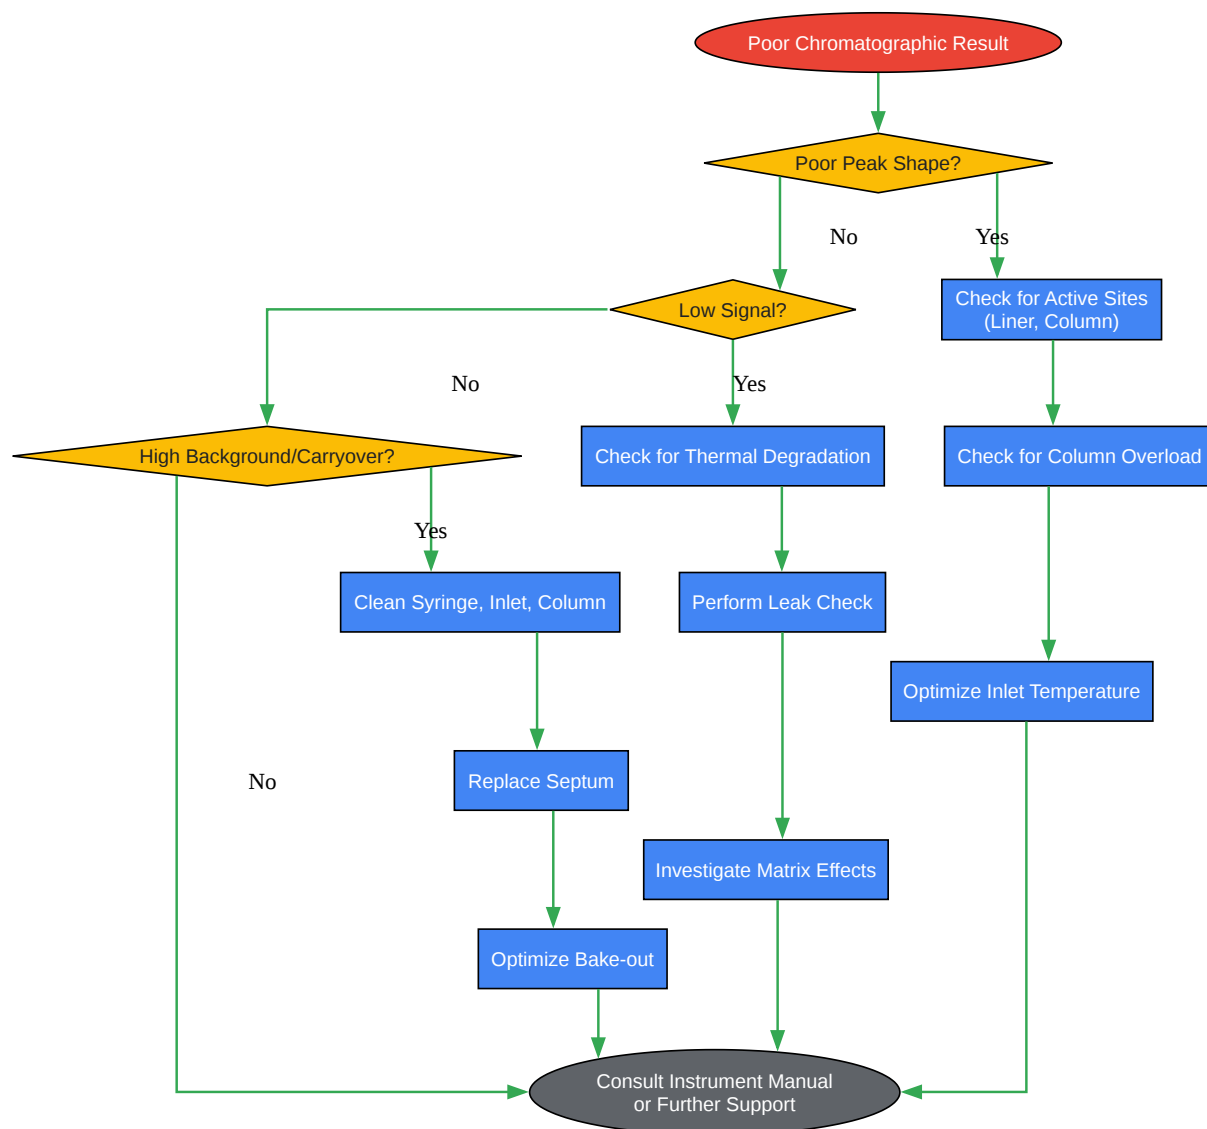 Poor Chromatographic Result
Poor Peak Shape?
No
Yes
Low Signal?
Check for Active Sites
(Liner, Column)
No
Yes
High Background/Carryover?
Check for Thermal Degradation
Check for Column Overload
Yes
Clean Syringe, Inlet, Column
Perform Leak Check
Optimize Inlet Temperature
No
Replace Septum
Investigate Matrix Effects
Optimize Bake-out
Consult Instrument Manual
or Further Support